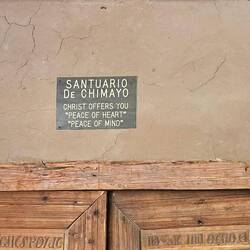 SANTUARIO
DE CHIMAYO
CHRIST OFFERS YOU
"PEACE OF HEART"
"PEACE OF MIND"